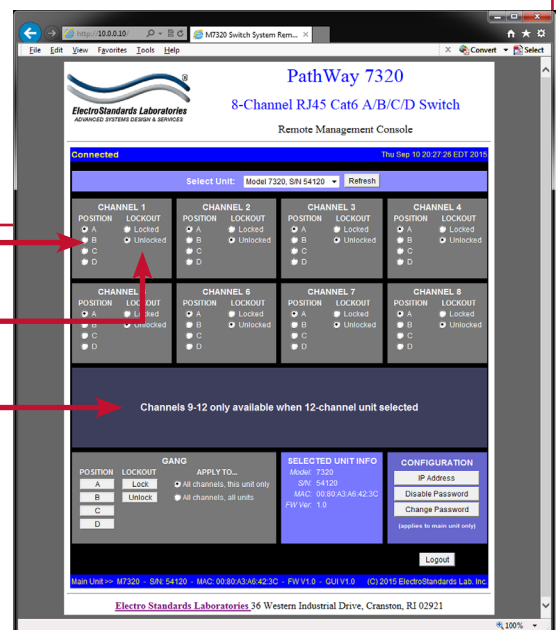 http://10.0.0.10/
M7320 Switch System Rem...
File Edit View Favorites Tools Help
Convert Select
ElectroStandards Laboratories
ADVANCED SYSTEMS DESIGN & SERVICES
PathWay 7320
8-Channel RJ45 Cat6 A/B/C/D Switch
Remote Management Console
Connected Thu Sep 10 20:27:26 EDT 2015
Select Unit: Model 7320, S/N 54120 Refresh
CHANNEL 1 CHANNEL 2 CHANNEL 3 CHANNEL 4
POSITION LOCKOUT POSITION LOCKOUT POSITION LOCKOUT POSITION LOCKOUT
A Locked A Locked A Locked A Locked
B Unlocked B Unlocked B Unlocked B Unlocked
C C C C
D D D D
CHANNEL CHANNEL 6 CHANNEL 7 CHANNEL 8
POSITION LOCKOUT POSITION LOCKOUT POSITION LOCKOUT POSITION LOCKOUT
A Locked A Locked A Locked A Locked
B Unlocked B Unlocked B Unlocked B Unlocked
C C C C
D D D D
Channels 9-12 only available when 12-channel unit selected
GANG
POSITION LOCKOUT APPLY TO...
A Lock All channels, this unit only
B Unlock All channels, all units
C
D
SELECTED UNIT INFO
Model: 7320
S/N: 54120
MAC: 00:80:A3:A6:42:3C
FW Ver: 1.0
CONFIGURATION
IP Address
Disable Password
Change Password
(applies to main unit only)
Logout
Main Unit >> M7320 - S/N: 54120 - MAC: 00:80:A3:A6:42:3C - FW V1.0 - GUI V1.0 (C) 2015 ElectroStandards Lab. Inc.
Electro Standards Laboratories 36 Western Industrial Drive, Cranston, RI 02921
100%